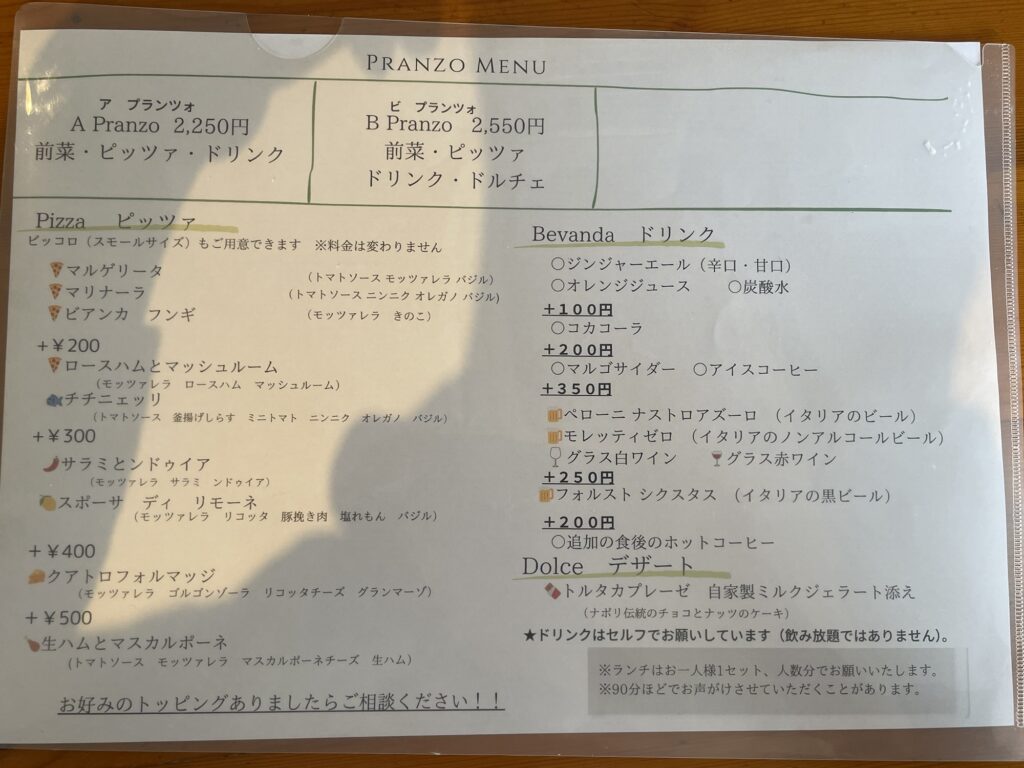 PRANZO MENU
ア プランツォ
A Pranzo 2,250円
前菜・ピッツァ・ドリンク
ビ プランツォ
B Pranzo 2,550円
前菜・ピッツァ
ドリンク・ドルチェ
Pizza ピッツァ
ピッコロ（スモールサイズ）もご用意できます ※料金は変わりません
マルゲリータ （トマトソース モッツァレラ バジル）
マリナーラ （トマトソース ニンニク オレガノ バジル）
ビアンカ フンギ （モッツァレラ きのこ）
＋￥200
ロースハムとマッシュルーム
（モッツァレラ ロースハム マッシュルーム）
チチニェッリ
（トマトソース 釜揚げしらす ミニトマト ニンニク オレガノ バジル）
＋￥300
サラミとンドゥイア
（モッツァレラ サラミ ンドゥイア）
スポーサ ディ リモーネ
（モッツァレラ リコッタ 豚挽き肉 塩れもん バジル）
＋￥400
クアトロフォルマッジ
（モッツァレラ ゴルゴンゾーラ リコッタチーズ グランマーゾ）
＋￥500
生ハムとマスカルポーネ
（トマトソース モッツァレラ マスカルポーネチーズ 生ハム）
お好みのトッピングありましたらご相談ください！！
Bevanda ドリンク
○ジンジャーエール（辛口・甘口）
○オレンジジュース ○炭酸水
＋100円
○コカコーラ
＋200円
○マルゴサイダー ○アイスコーヒー
＋350円
ペローニ ナストロアズーロ （イタリアのビール）
モレッティゼロ （イタリアのノンアルコールビール）
グラス白ワイン グラス赤ワイン
＋250円
フォルスト シクスタス （イタリアの黒ビール）
＋200円
○追加の食後のホットコーヒー
Dolce デザート
トルタカプレーゼ 自家製ミルクジェラート添え
（ナポリ伝統のチョコとナッツのケーキ）
★ドリンクはセルフでお願いしています（飲み放題ではありません）。
※ランチはお一人様1セット、人数分でお願いいたします。
※90分ほどでお声がけさせていただくことがあります。